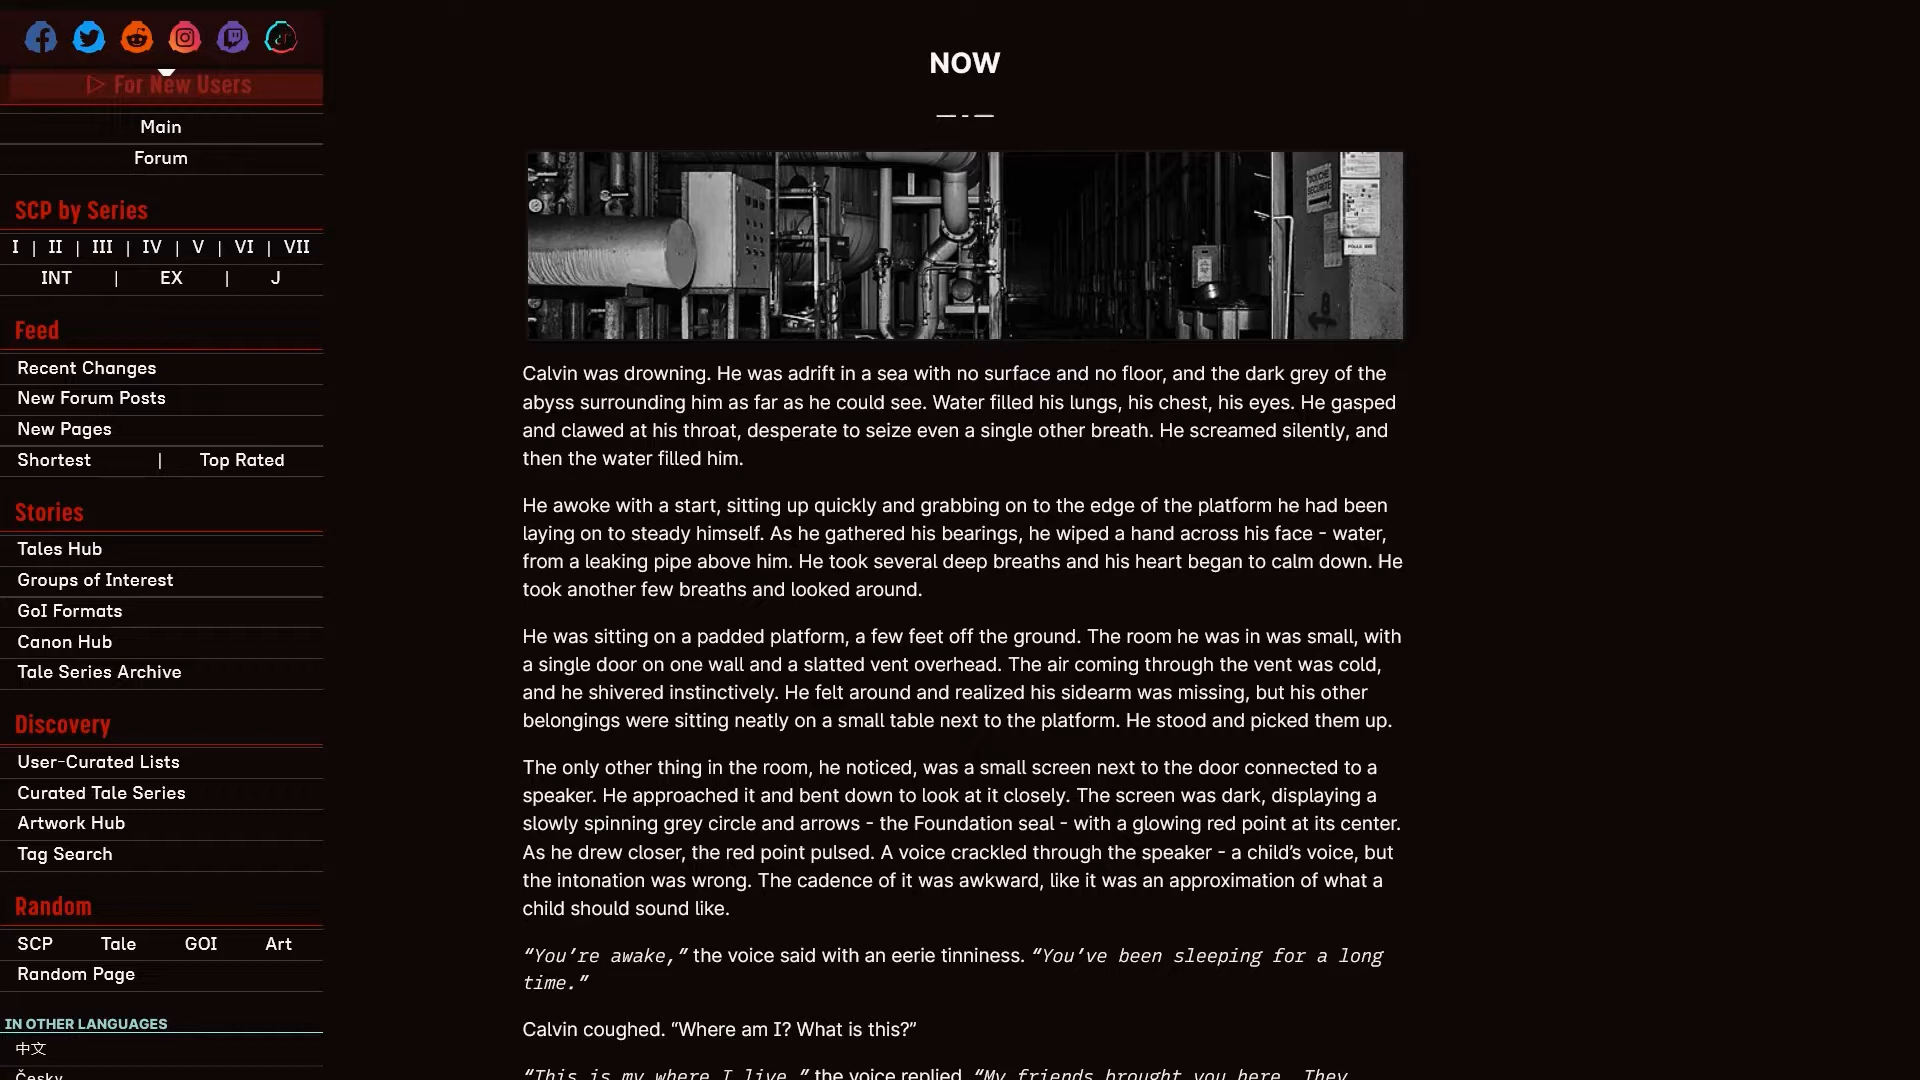 ▷ For New Users
Main
Forum
SCP by Series
I | II | III | IV | V | VI | VII
INT | EX | J
Feed
Recent Changes
New Forum Posts
New Pages
Shortest | Top Rated
Stories
Tales Hub
Groups of Interest
GoI Formats
Canon Hub
Tale Series Archive
Discovery
User-Curated Lists
Curated Tale Series
Artwork Hub
Tag Search
Random
SCP Tale GOI Art
Random Page
IN OTHER LANGUAGES
中文
Česky
NOW
— - —
DOUCHE
SECURITE
Calvin was drowning. He was adrift in a sea with no surface and no floor, and the dark grey of the
abyss surrounding him as far as he could see. Water filled his lungs, his chest, his eyes. He gasped
and clawed at his throat, desperate to seize even a single other breath. He screamed silently, and
then the water filled him.
He awoke with a start, sitting up quickly and grabbing on to the edge of the platform he had been
laying on to steady himself. As he gathered his bearings, he wiped a hand across his face - water,
from a leaking pipe above him. He took several deep breaths and his heart began to calm down. He
took another few breaths and looked around.
He was sitting on a padded platform, a few feet off the ground. The room he was in was small, with
a single door on one wall and a slatted vent overhead. The air coming through the vent was cold,
and he shivered instinctively. He felt around and realized his sidearm was missing, but his other
belongings were sitting neatly on a small table next to the platform. He stood and picked them up.
The only other thing in the room, he noticed, was a small screen next to the door connected to a
speaker. He approached it and bent down to look at it closely. The screen was dark, displaying a
slowly spinning grey circle and arrows - the Foundation seal - with a glowing red point at its center.
As he drew closer, the red point pulsed. A voice crackled through the speaker - a child’s voice, but
the intonation was wrong. The cadence of it was awkward, like it was an approximation of what a
child should sound like.
“You’re awake,” the voice said with an eerie tinniness. “You’ve been sleeping for a long
time.”
Calvin coughed. “Where am I? What is this?”
“This is my where I live,” the voice replied. “My friends brought you here. They